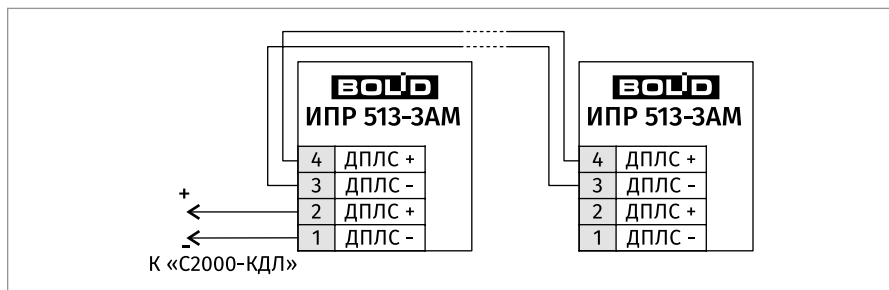 BOLID
ИПР 513-3АМ
4 ДПЛС +
3 ДПЛС -
2 ДПЛС +
1 ДПЛС -
BOLID
ИПР 513-3АМ
4 ДПЛС +
3 ДПЛС -
2 ДПЛС +
1 ДПЛС -
+
-
К «С2000-КДЛ»